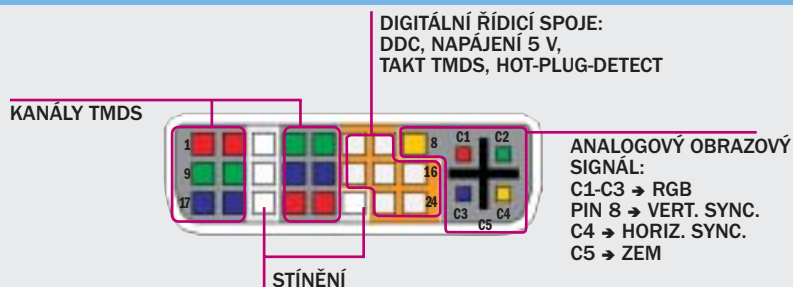 DIGITÁLNÍ ŘÍDICÍ SPOJE:
DDC, NAPÁJENÍ 5 V,
TAKT TMDS, HOT-PLUG-DETECT
KANÁLY TMDS
1
8
C1
C2
9
16
17
24
C3
C4
C5
ANALOGOVÝ OBRAZOVÝ
SIGNÁL:
C1-C3 → RGB
PIN 8 → VERT. SYNC.
C4 → HORIZ. SYNC.
C5 → ZEM
STÍNĚNÍ